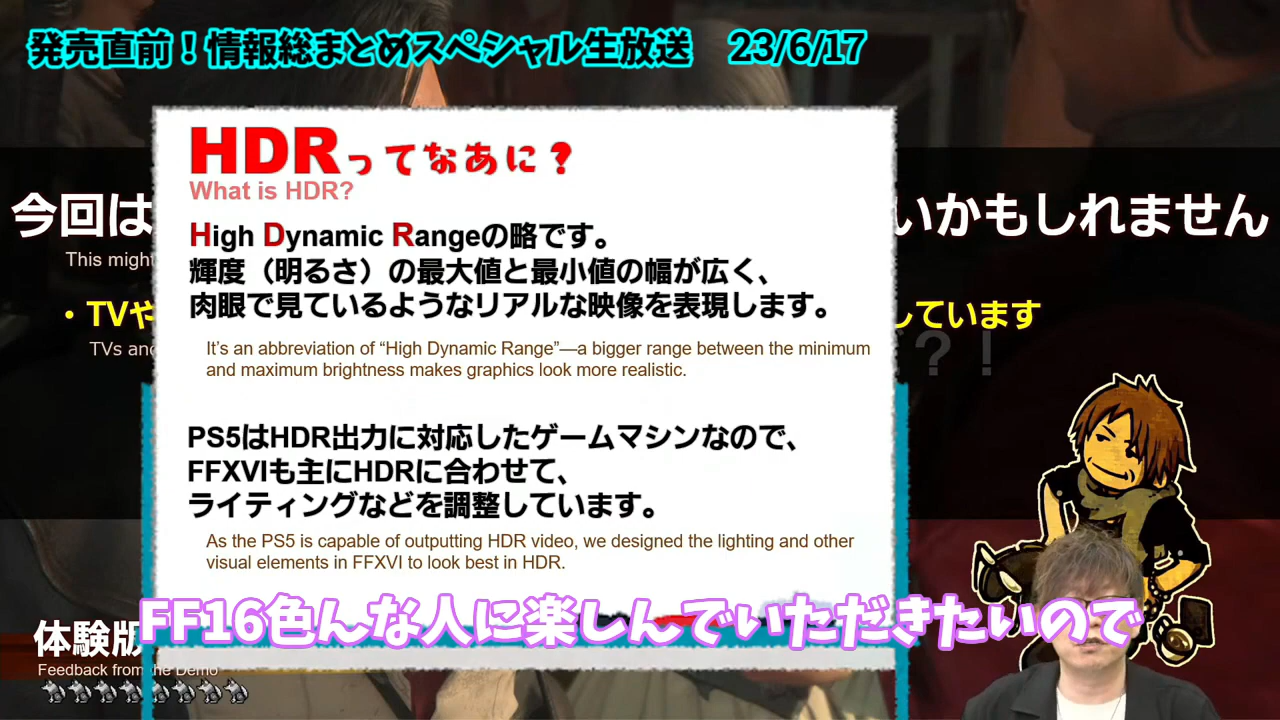 発売直前！情報総まとめスペシャル生放送　23/6/17
HDRってなあに？
What is HDR?
今回は
いかもしれません
This might
High Dynamic Rangeの略です。
輝度（明るさ）の最大値と最小値の幅が広く、
肉眼で見ているようなリアルな映像を表現します。
・TVや
しています
TVs and
It’s an abbreviation of “High Dynamic Range”—a bigger range between the minimum
and maximum brightness makes graphics look more realistic.
？！
PS5はHDR出力に対応したゲームマシンなので、
FFXVIも主にHDRに合わせて、
ライティングなどを調整しています。
As the PS5 is capable of outputting HDR video, we designed the lighting and other
visual elements in FFXVI to look best in HDR.
FF16色んな人に楽しんでいただきたいので
体験版
Feedback from the Demo